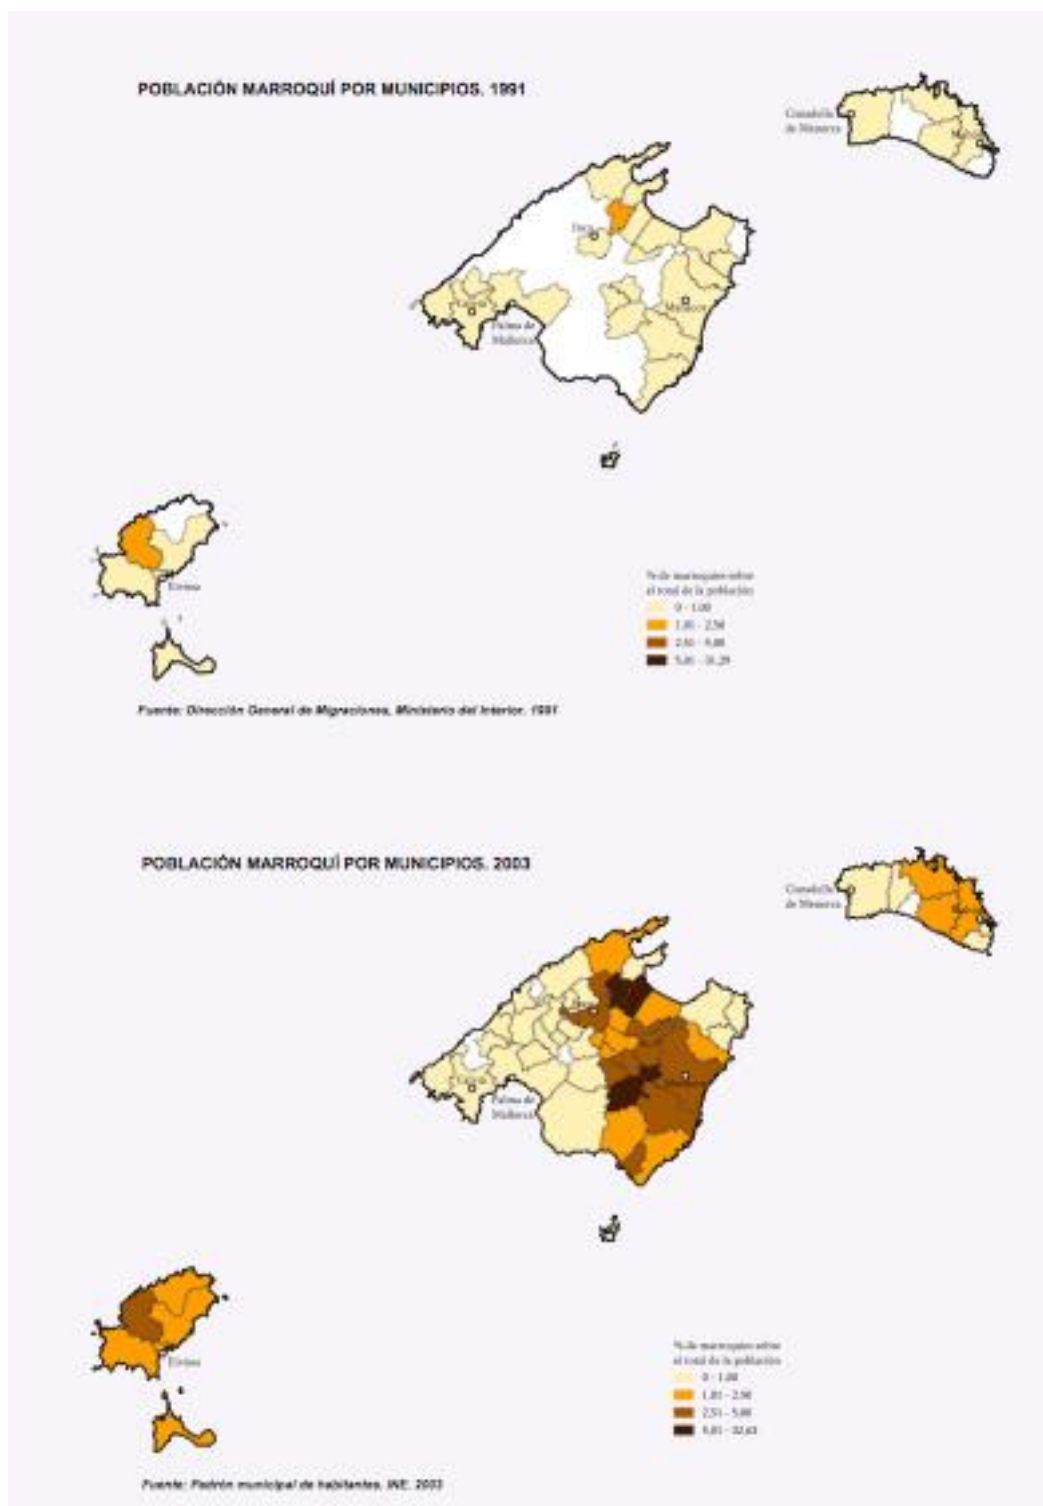 POBLACIÓN MARROQUÍ POR MUNICIPIOS. 1991
Ciutadella
de Menorca
Inca
Manacor
Palma de
Mallorca
Eivissa
% de marroquíes sobre
el total de la población
0 - 1,00
1,01 - 2,50
2,51 - 5,00
Fuente: Dirección General de Migraciones, Ministerio del Interior. 1991
POBLACIÓN MARROQUÍ POR MUNICIPIOS. 2003
Ciutadella
de Menorca
Inca
Palma de
Mallorca
Eivissa
% de marroquíes sobre
el total de la población
0 - 1,00
1,01 - 2,50
2,51 - 5,00
Fuente: Padrón municipal de habitantes. INE. 2003